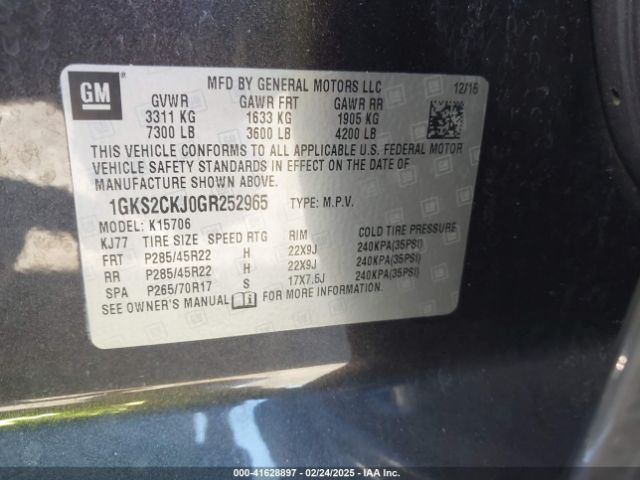 GM
MFD BY GENERAL MOTORS LLC 12/15
GVWR GAWR FRT GAWR RR
3311 KG 1633 KG 1905 KG
7300 LB 3600 LB 4200 LB
THIS VEHICLE CONFORMS TO ALL APPLICABLE U.S. FEDERAL MOTOR
VEHICLE SAFETY STANDARDS IN EFFECT ON THE DATE OF
MANUFACTURE SHOWN ABOVE.
1GKS2CKJ0GR252965 TYPE: M.P.V.
MODEL: K15706
KJ77 TIRE SIZE SPEED RTG RIM COLD TIRE PRESSURE
FRT P285/45R22 H 22X9J 240KPA(35PSI)
RR P285/45R22 H 22X9J 240KPA(35PSI)
SPA P265/70R17 S 17X7.5J 240KPA(35PSI)
SEE OWNER'S MANUAL FOR MORE INFORMATION.
000-41628897 - 02/24/2025 - IAA Inc.